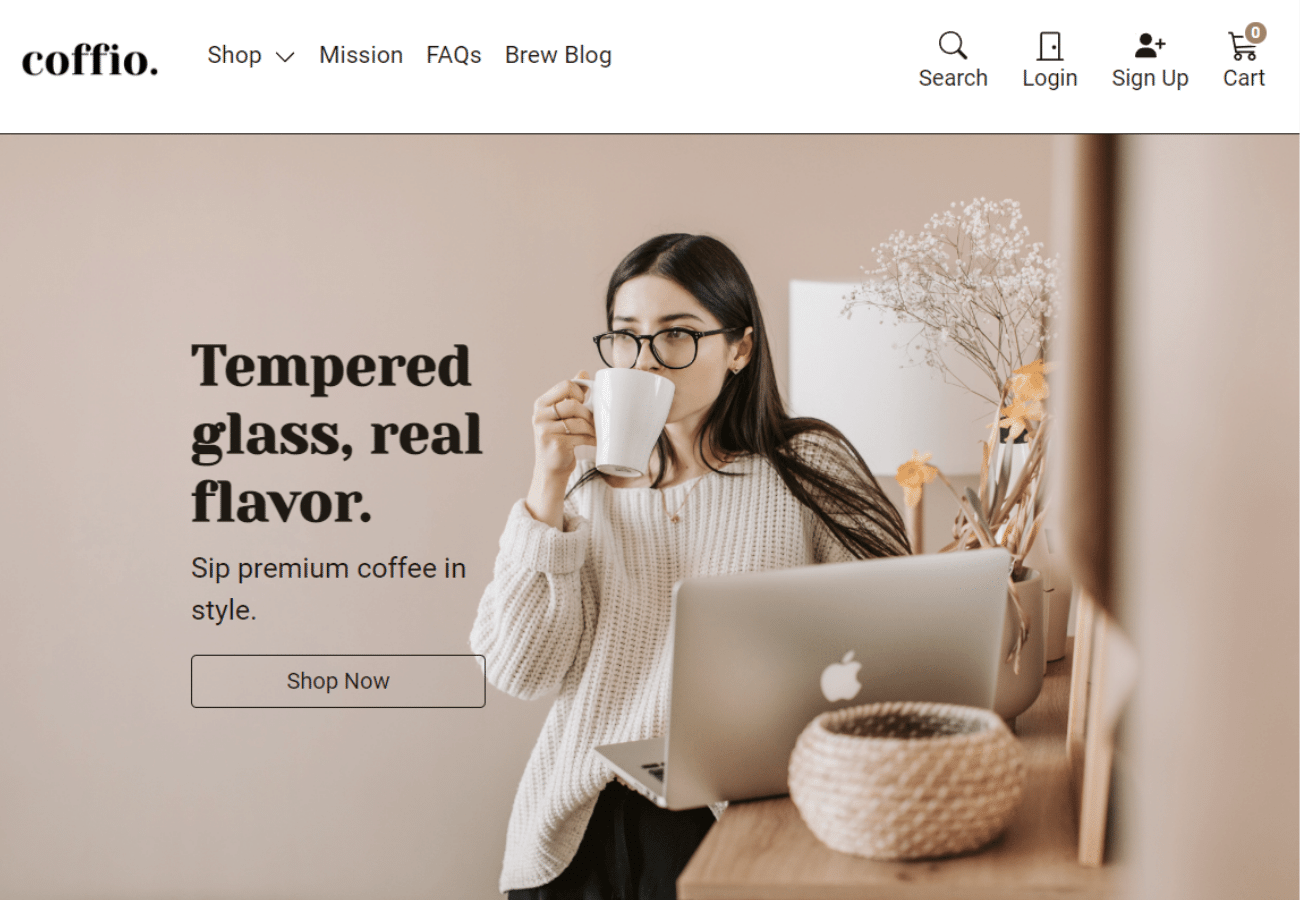 coffio.
Shop
Mission
FAQs
Brew Blog
Search
Login
Sign Up
0
Cart
Tempered
glass, real
flavor.
Sip premium coffee in
style.
Shop Now